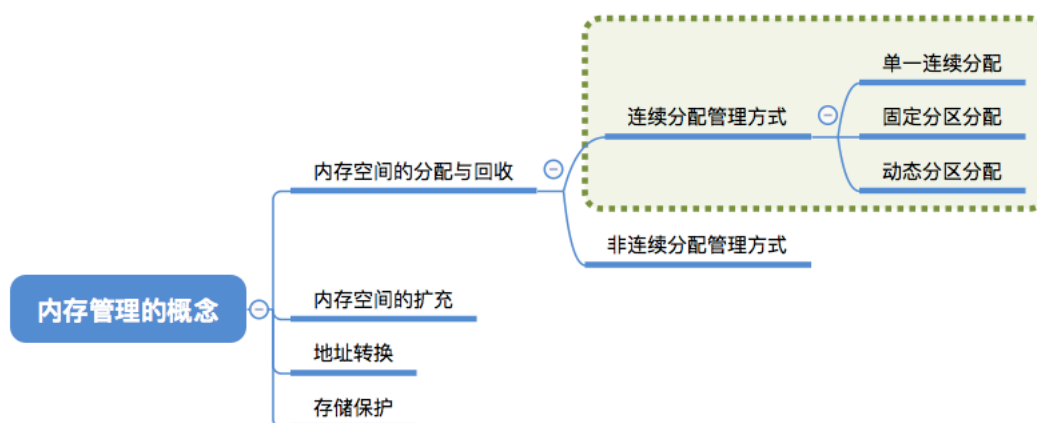 单一连续分配
连续分配管理方式
固定分区分配
内存空间的分配与回收
动态分区分配
非连续分配管理方式
内存管理的概念
内存空间的扩充
地址转换
存储保护